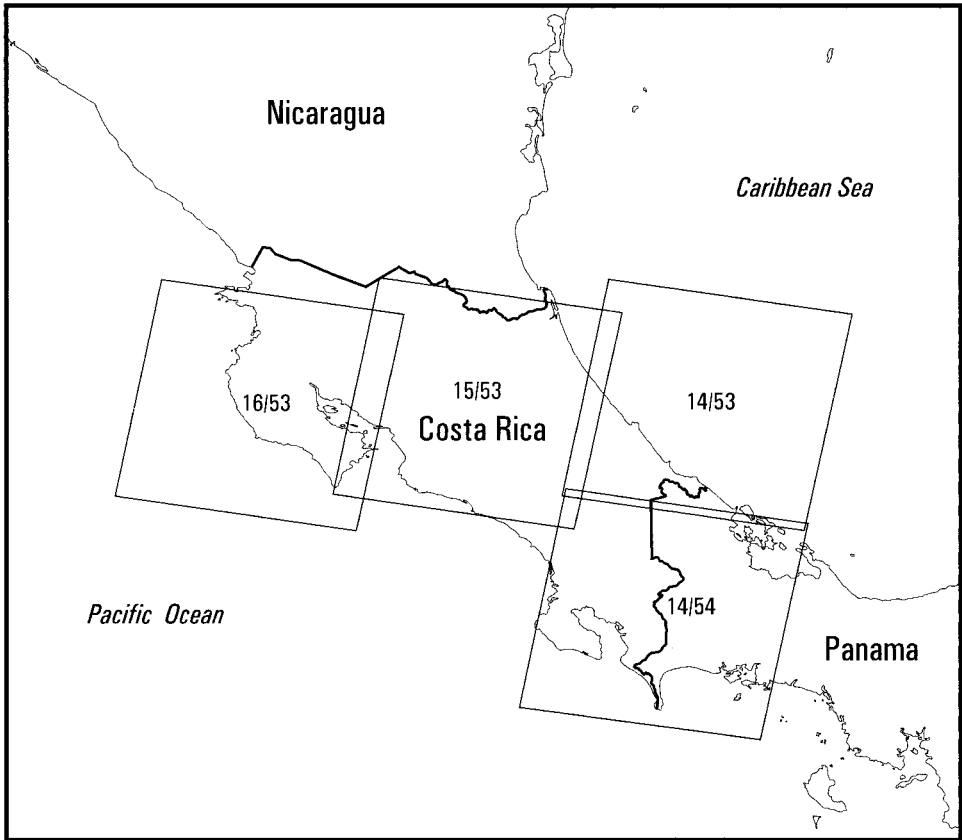 Nicaragua
Caribbean Sea
16/53
15/53
14/53
Costa Rica
14/54
Pacific Ocean
Panama